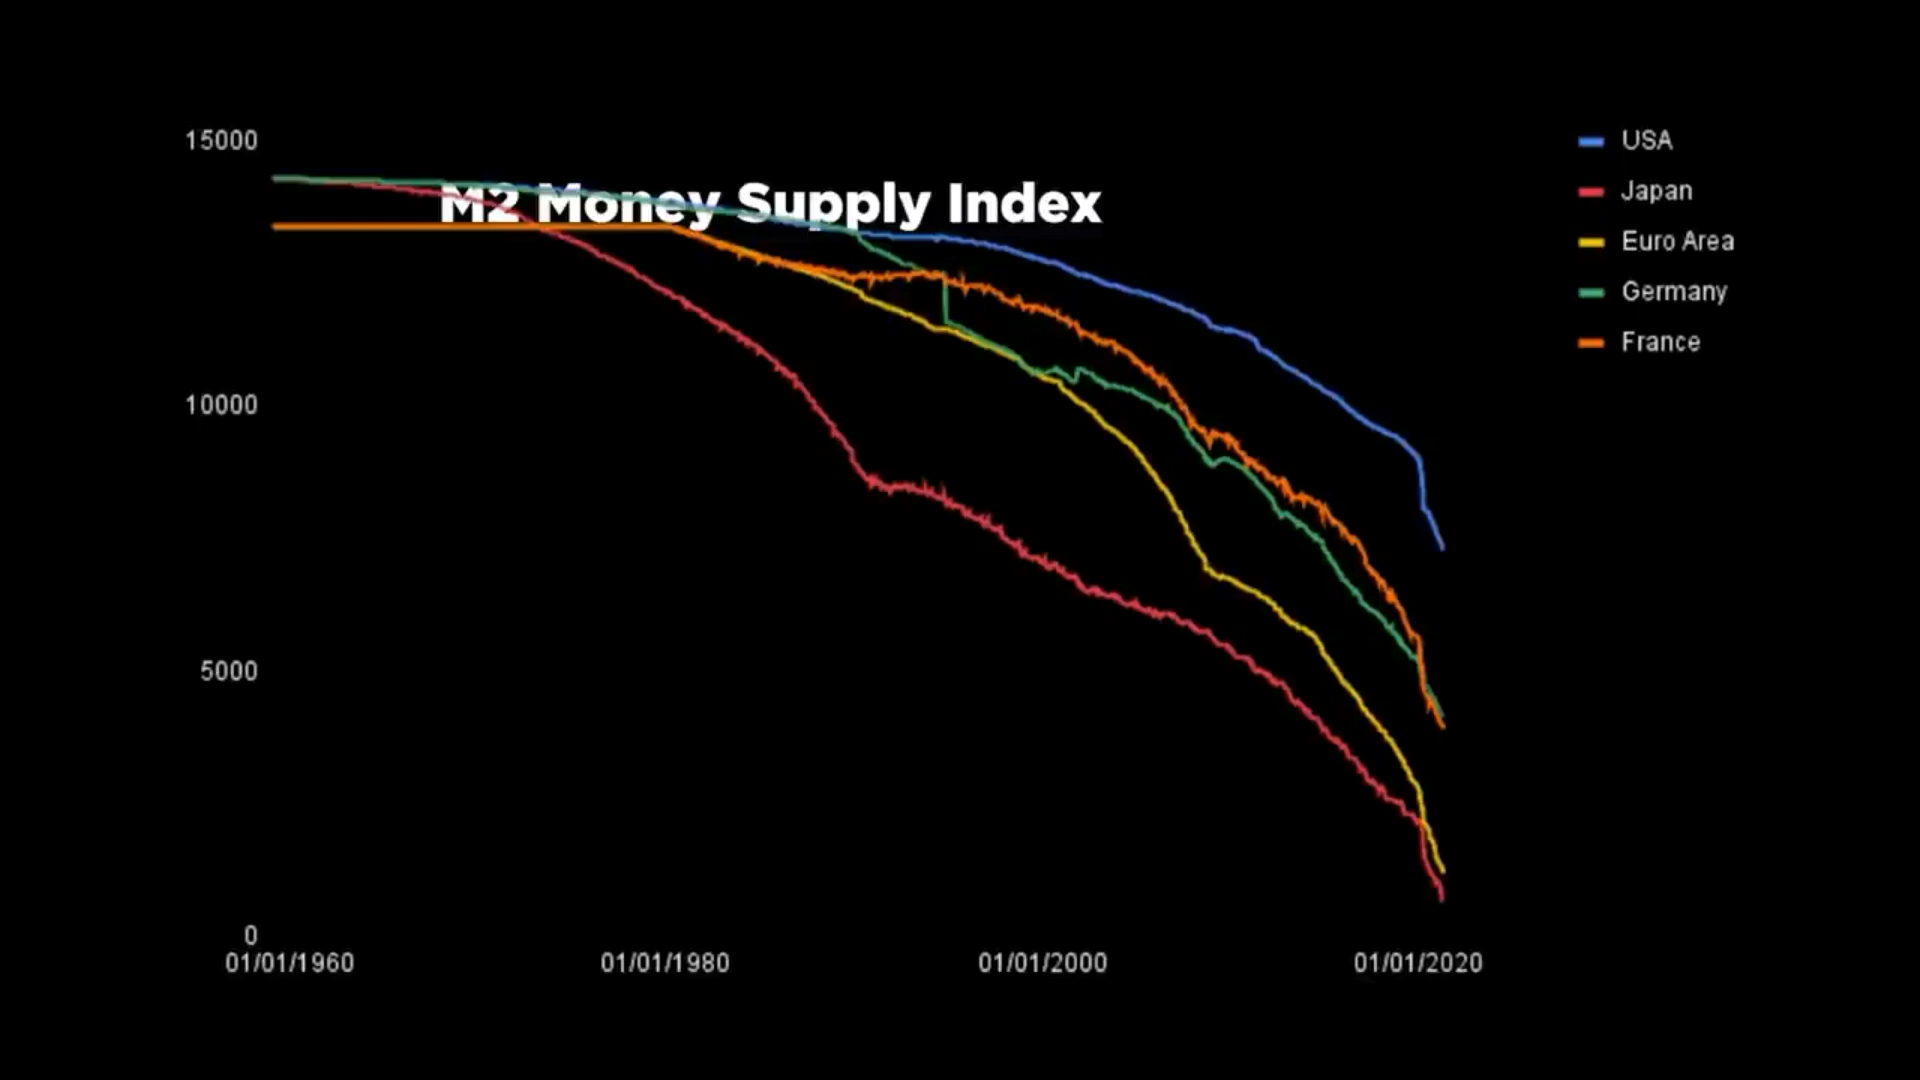 M2 Money Supply Index
15000
10000
5000
0
01/01/1960
01/01/1980
01/01/2000
01/01/2020
USA
Japan
Euro Area
Germany
France